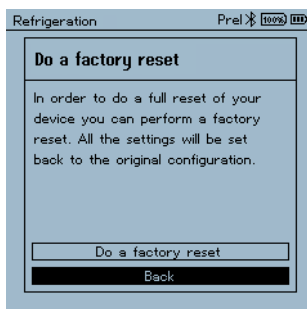 Refrigeration Prel 100%
Do a factory reset
In order to do a full reset of your
device you can perform a factory
reset. All the settings will be set
back to the original configuration.
Do a factory reset
Back